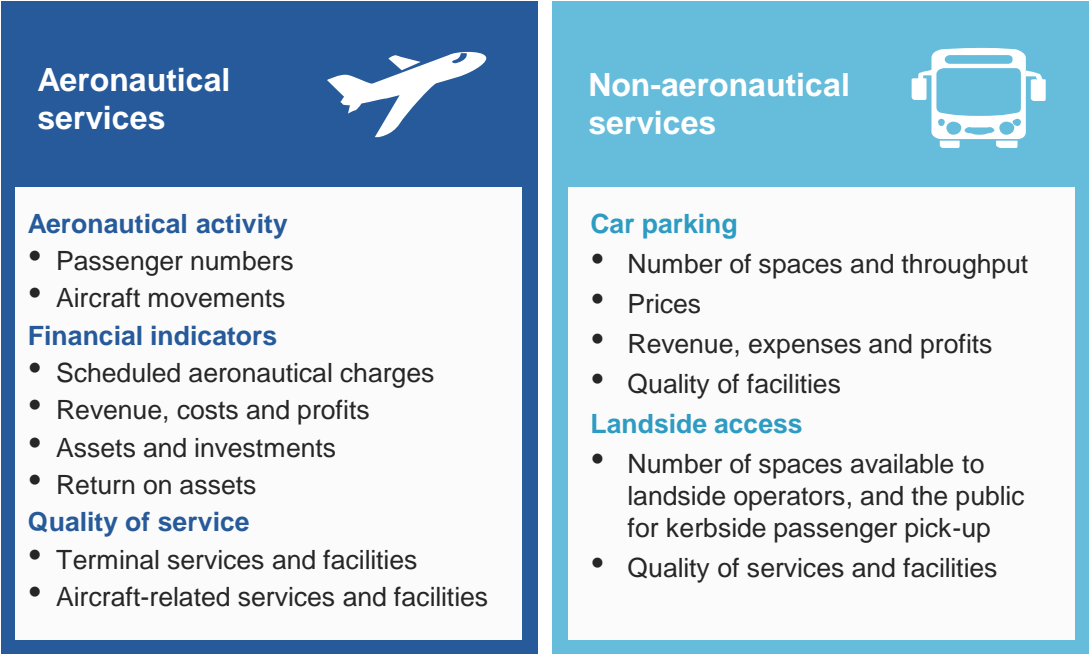 Aeronautical
services
Aeronautical activity
• Passenger numbers
• Aircraft movements
Financial indicators
• Scheduled aeronautical charges
• Revenue, costs and profits
• Assets and investments
• Return on assets
Quality of service
• Terminal services and facilities
• Aircraft-related services and facilities
Non-aeronautical
services
Car parking
• Number of spaces and throughput
• Prices
• Revenue, expenses and profits
• Quality of facilities
Landside access
• Number of spaces available to
landside operators, and the public
for kerbside passenger pick-up
• Quality of services and facilities